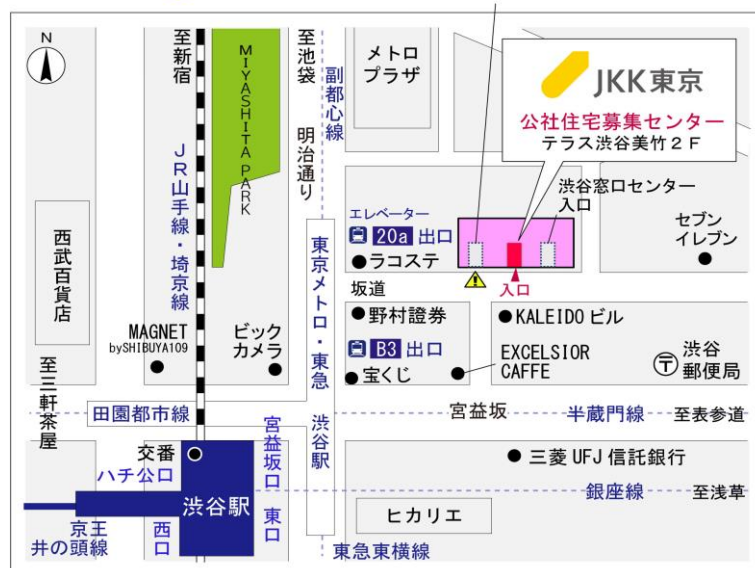 N
至新宿
MIYASHITA PARK
至池袋
明治通り
副都心線
メトロ
プラザ
JKK東京
公社住宅募集センター
テラス渋谷美竹2F
渋谷窓口センター
入口
JR山手線・埼京線
西武百貨店
エレベーター
20a 出口
ラコステ
セブン
イレブン
入口
坂道
東京メトロ・東急 渋谷駅
MAGNET
bySHIBUYA109
ビック
カメラ
野村證券
B3 出口
宝くじ
KALEIDO ビル
EXCELSIOR
CAFFE
渋谷
郵便局
至三軒茶屋
田園都市線
宮益坂
半蔵門線
至表参道
交番
ハチ公口
宮益坂口
三菱 UFJ 信託銀行
渋谷駅
銀座線
至浅草
京王
井の頭線
西口
東口
ヒカリエ
東急東横線